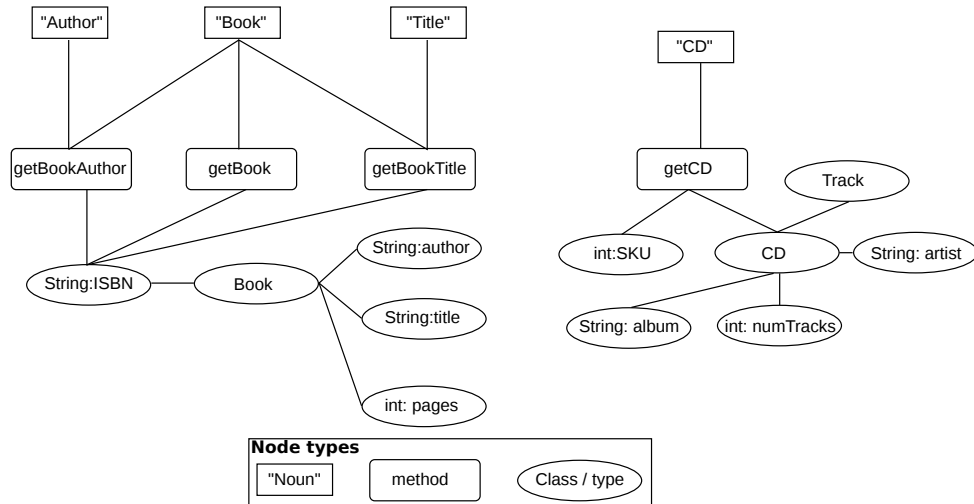 "Author"
"Book"
"Title"
"CD"
getBookAuthor
getBook
getBookTitle
getCD
Track
String:author
int:SKU
CD
String: artist
String:ISBN
Book
String:title
String: album
int: numTracks
int: pages
Node types
"Noun"
method
Class / type